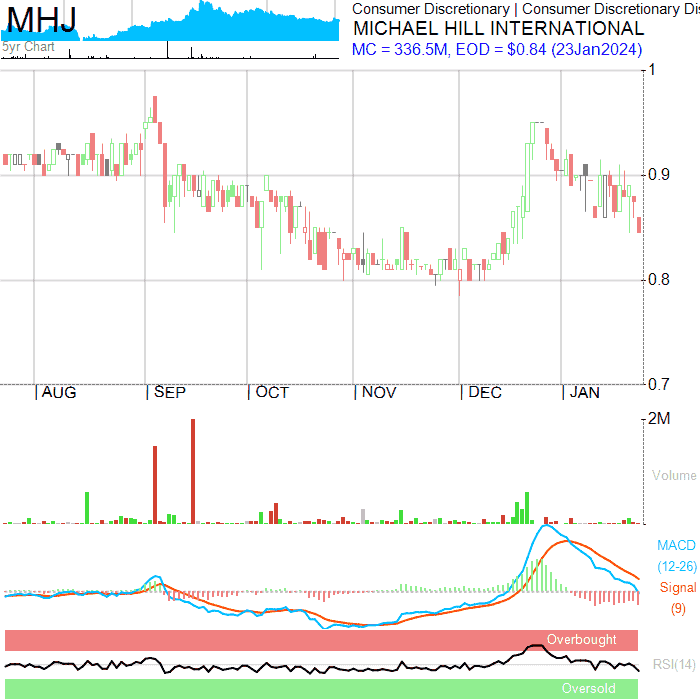 MHJ
5yr Chart
Consumer Discretionary | Consumer Discretionary Dis
MICHAEL HILL INTERNATIONAL
MC = 336.5M, EOD = $0.84 (23Jan2024)
1
0.9
0.8
0.7
| AUG | SEP | OCT | NOV | DEC | JAN
2M
Volume
MACD
(12-26)
Signal
(9)
Overbought
RSI(14)
Oversold